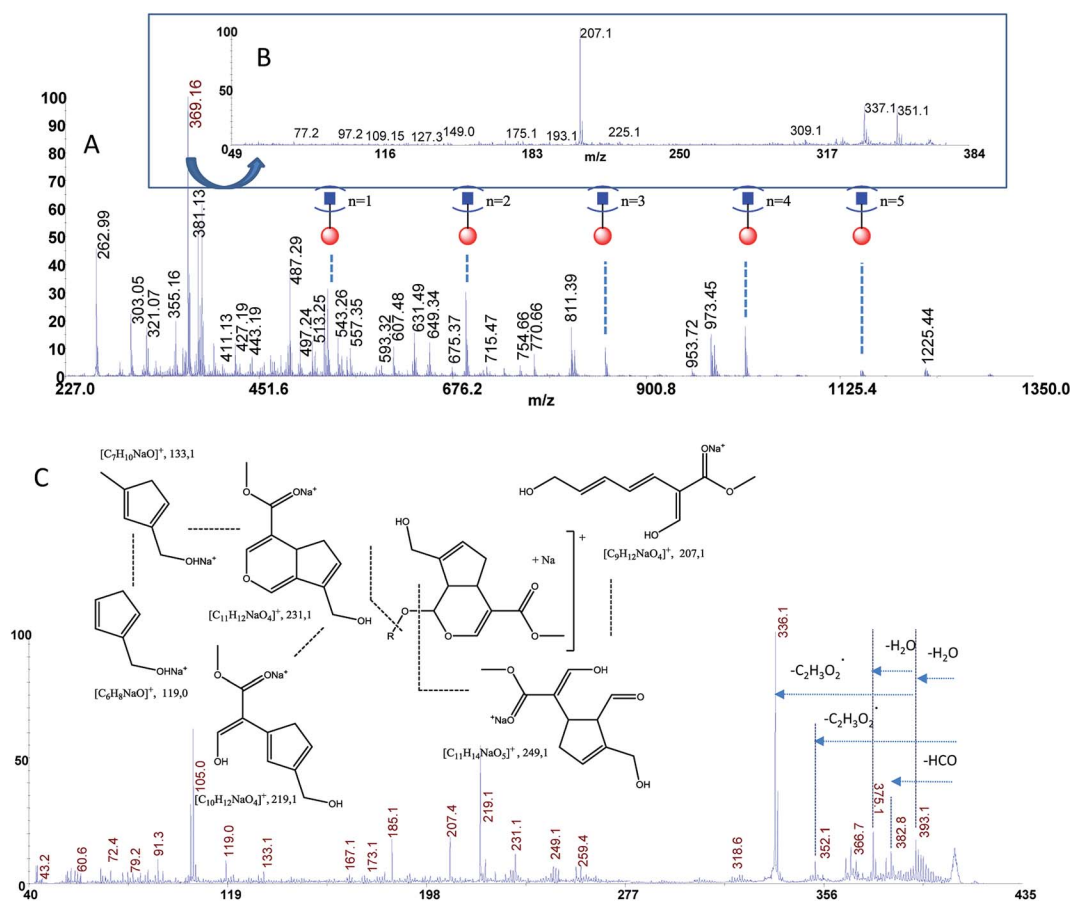 100
207.1
B
50
337.1
351.1
77.2
97.2
109.15
127.3
149.0
175.1
193.1
225.1
309.1
0
49
116
183
m/z
250
317
384
A
100
90
80
70
60
50
40
30
20
10
0
369.16
262.99
303.05
321.07
355.16
381.13
411.13
427.19
443.19
487.29
497.24
513.25
543.26
557.35
593.32
607.48
631.49
649.34
675.37
715.47
754.66
770.66
811.39
953.72
973.45
1225.44
n=1
n=2
n=3
n=4
n=5
227.0
451.6
676.2
900.8
1125.4
1350.0
m/z
C
[C₇H₁₀NaO]⁺, 133,1
OHNa⁺
[C₆H₈NaO]⁺, 119,0
OHNa⁺
O
ONa⁺
O
OH
[C₁₁H₁₂NaO₄]⁺, 231,1
O
ONa⁺
OH
OH
[C₁₀H₁₂NaO₄]⁺, 219,1
HO
+ Na
+
O
R
O
O
O
O
OH
O
⁺NaO
OH
[C₁₁H₁₄NaO₅]⁺, 249,1
HO
ONa⁺
O
HO
[C₉H₁₂NaO₄]⁺, 207,1
-H₂O
-H₂O
-C₂H₃O₂˙
-C₂H₃O₂˙
-HCO
100
50
0
43.2
60.6
72.4
79.2
91.3
105.0
119.0
133.1
167.1
173.1
185.1
207.4
219.1
231.1
249.1
259.4
318.6
336.1
352.1
366.7
375.1
382.8
393.1
40
119
198
277
356
435